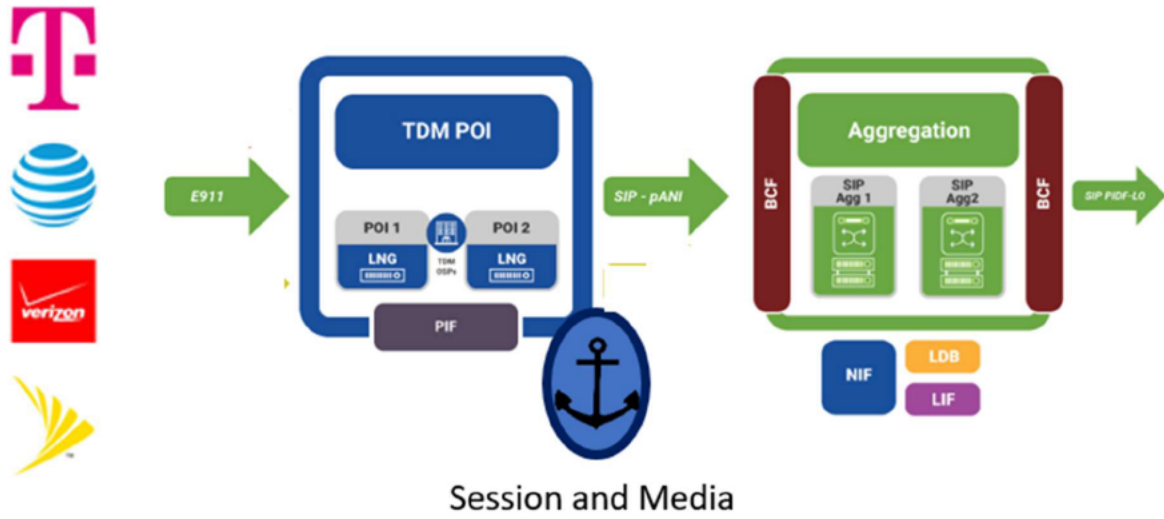 T
verizon
E911
TDM POI
POI 1
POI 2
LNG
LNG
TDM
OSPs
PIF
SIP - pANI
BCF
Aggregation
SIP
Agg 1
SIP
Agg2
BCF
SIP PIDF-LO
NIF
LDB
LIF
Session and Media